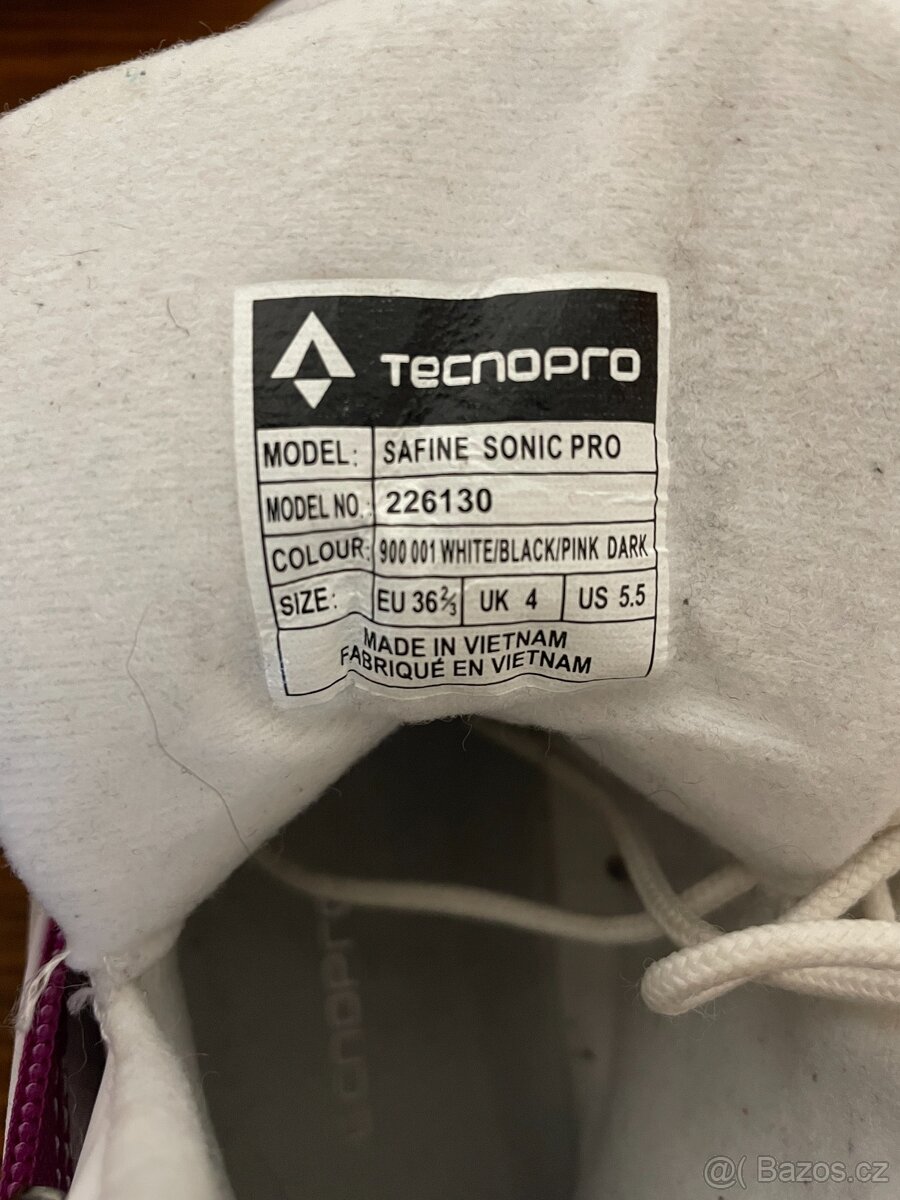 TECNOPRO
MODEL: SAFINE SONIC PRO
MODEL NO.: 226130
COLOUR: 900 001 WHITE/BLACK/PINK DARK
SIZE: EU 36⅔ UK 4 US 5.5
MADE IN VIETNAM
FABRIQUÉ EN VIETNAM
@( Bazos.cz